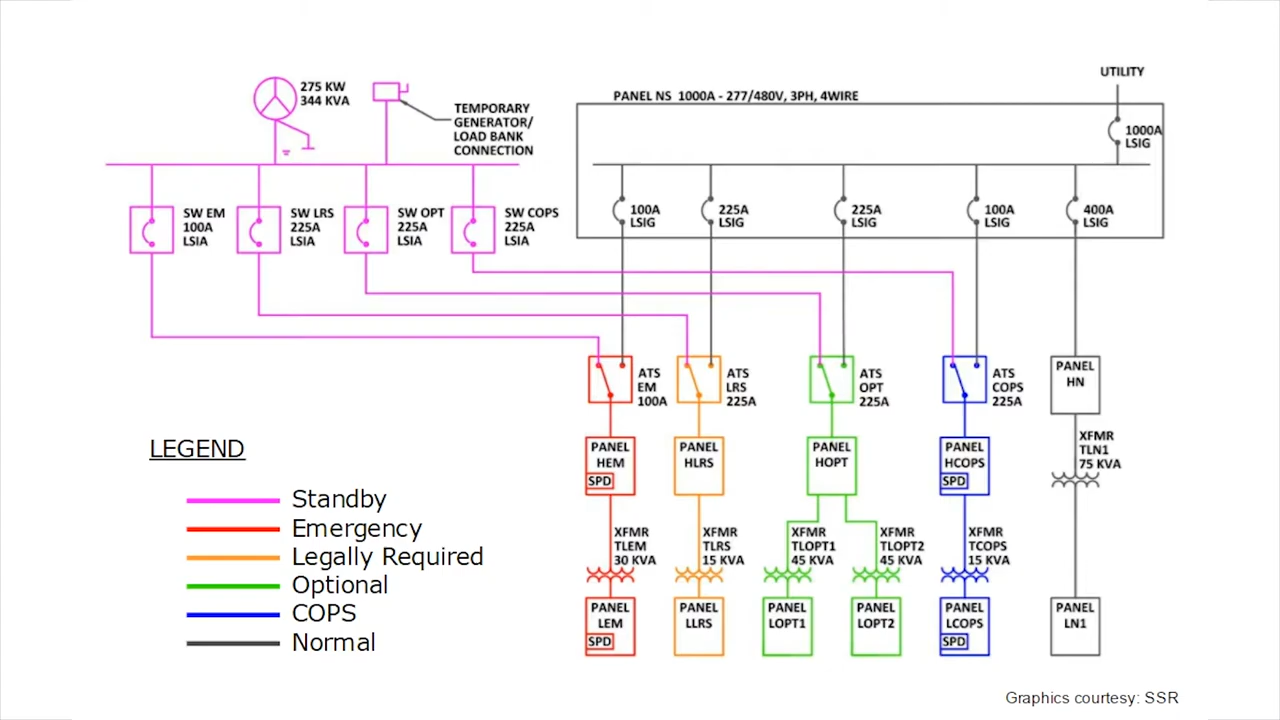 UTILITY
275 KW
344 KVA
PANEL NS 1000A - 277/480V, 3PH, 4WIRE
TEMPORARY
GENERATOR/
LOAD BANK
CONNECTION
1000A
LSIG
SW EM
100A
LSIA
SW LRS
225A
LSIA
SW OPT
225A
LSIA
SW COPS
225A
LSIA
100A
LSIG
225A
LSIG
225A
LSIG
100A
LSIG
400A
LSIG
ATS
EM
100A
ATS
LRS
225A
ATS
OPT
225A
ATS
COPS
225A
PANEL
HN
PANEL
HEM
SPD
PANEL
HLRS
PANEL
HOPT
PANEL
HCOPS
SPD
XFMR
TLN1
75 KVA
XFMR
TLEM
30 KVA
XFMR
TLRS
15 KVA
XFMR
TLOPT1
45 KVA
XFMR
TLOPT2
45 KVA
XFMR
TCOPS
15 KVA
PANEL
LEM
SPD
PANEL
LLRS
PANEL
LOPT1
PANEL
LOPT2
PANEL
LCOPS
SPD
PANEL
LN1
LEGEND
Standby
Emergency
Legally Required
Optional
COPS
Normal
Graphics courtesy: SSR